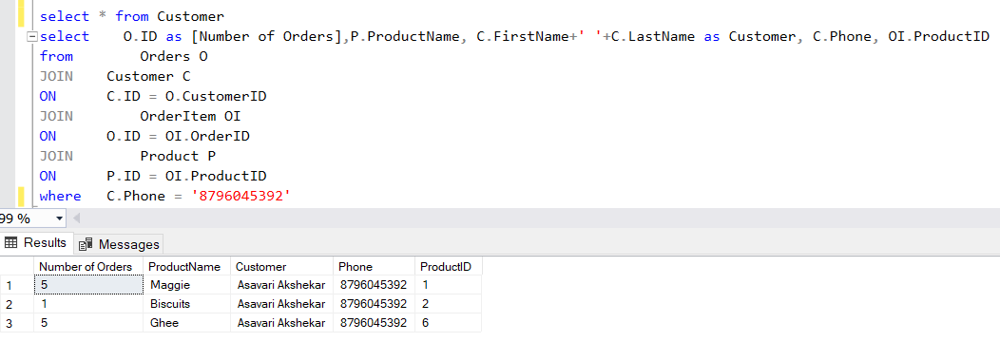 select * from Customer
select O.ID as [Number of Orders],P.ProductName, C.FirstName+' '+C.LastName as Customer, C.Phone, OI.ProductID
from Orders O
JOIN Customer C
ON C.ID = O.CustomerID
JOIN OrderItem OI
ON O.ID = OI.OrderID
JOIN Product P
ON P.ID = OI.ProductID
where C.Phone = '8796045392'
99 %
Results Messages
Number of Orders ProductName Customer Phone ProductID
1 5 Maggie Asavari Akshekar 8796045392 1
2 1 Biscuits Asavari Akshekar 8796045392 2
3 5 Ghee Asavari Akshekar 8796045392 6